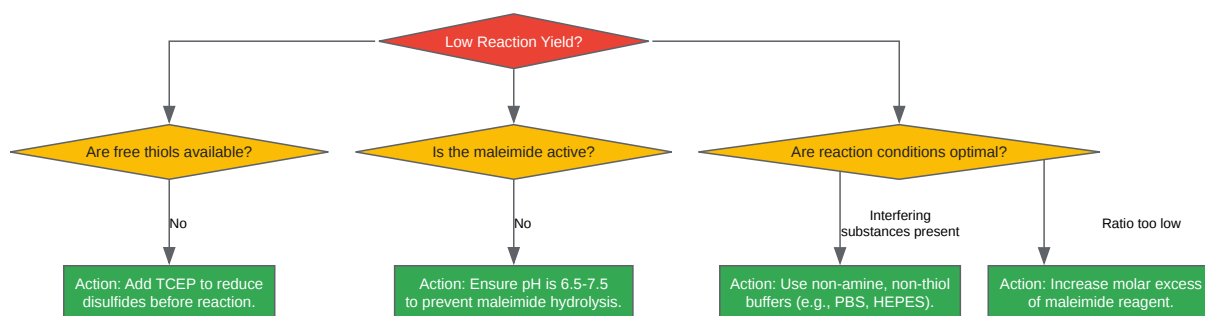 Low Reaction Yield?
Are free thiols available?
Is the maleimide active?
Are reaction conditions optimal?
No
No
Interfering
substances present
Ratio too low
Action: Add TCEP to reduce
disulfides before reaction.
Action: Ensure pH is 6.5-7.5
to prevent maleimide hydrolysis.
Action: Use non-amine, non-thiol
buffers (e.g., PBS, HEPES).
Action: Increase molar excess
of maleimide reagent.